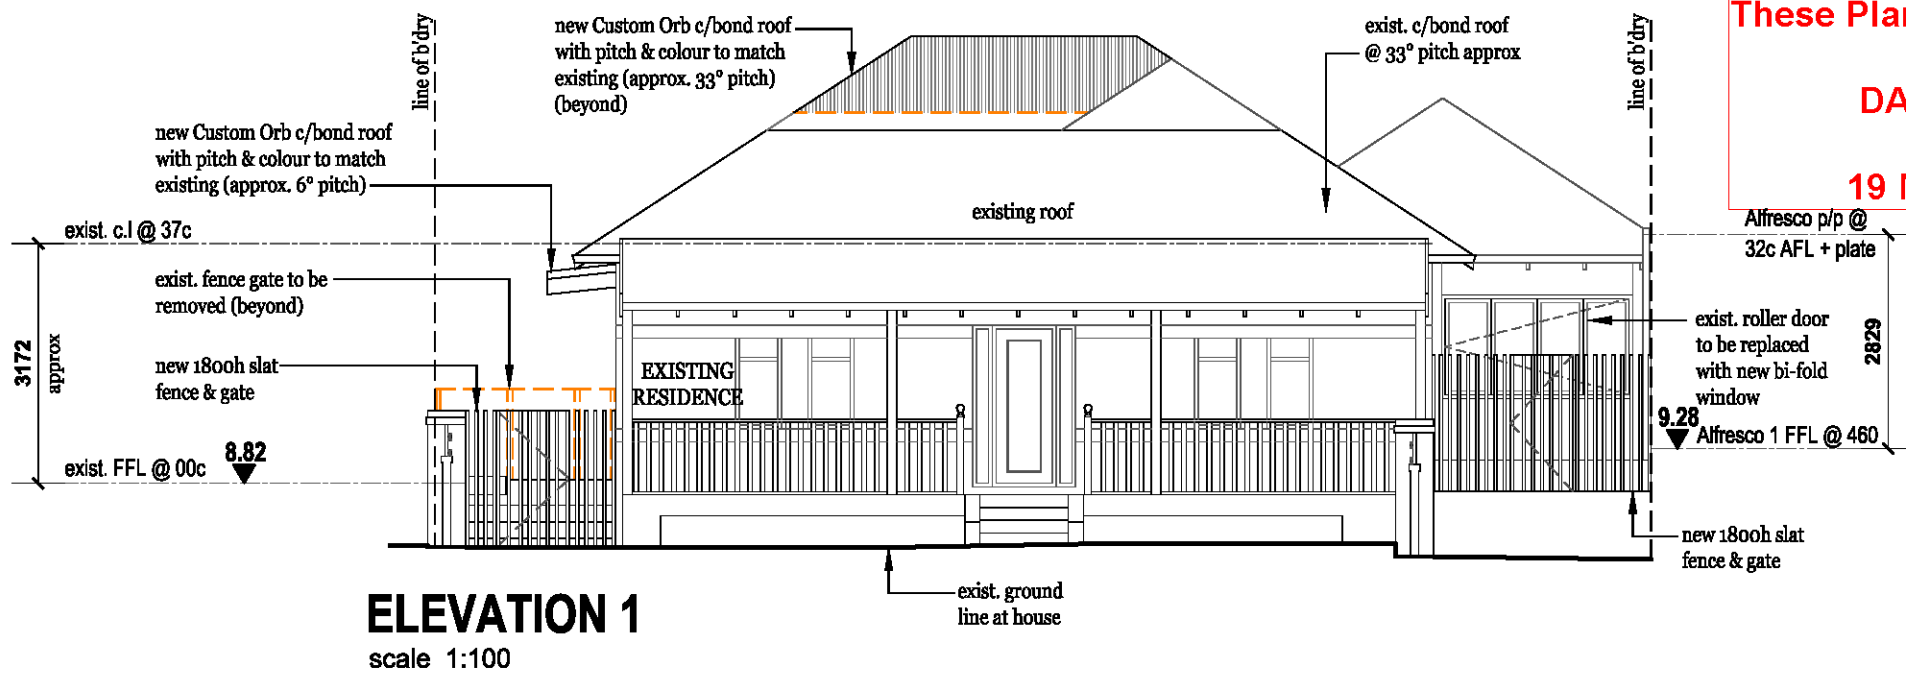 new Custom Orb c/bond roof
with pitch & colour to match
existing (approx. 33° pitch)
(beyond)
exist. c/bond roof
@ 33° pitch approx
These Plan
DA
19
line of b'dry
line of b'dry
new Custom Orb c/bond roof
with pitch & colour to match
existing (approx. 6° pitch)
existing roof
exist. c.l @ 37c
Alfresco p/p @
32c AFL + plate
exist. fence gate to be
removed (beyond)
3172
approx
new 1800h slat
fence & gate
EXISTING
RESIDENCE
exist. roller door
to be replaced
with new bi-fold
window
2829
exist. FFL @ 00c
8.82
9.28
Alfresco 1 FFL @ 460
new 1800h slat
fence & gate
exist. ground
line at house
ELEVATION 1
scale 1:100